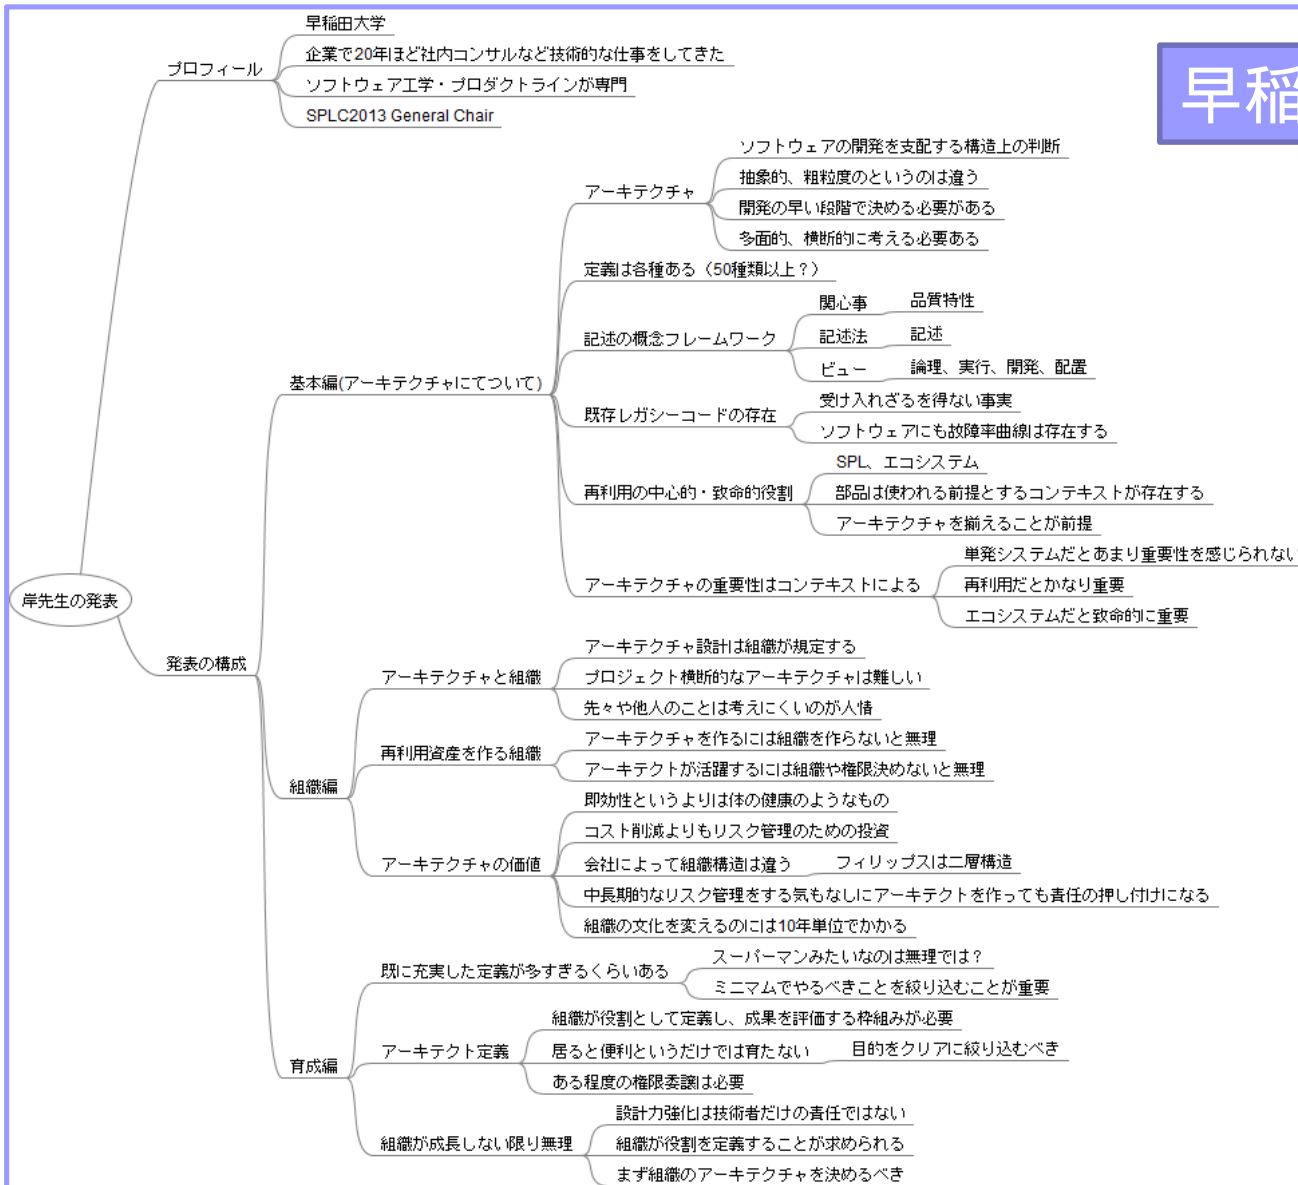 早稲
岸先生の発表
プロフィール
早稲田大学
企業で20年ほど社内コンサルなど技術的な仕事をしてきた
ソフトウェア工学・プロダクトラインが専門
SPLC2013 General Chair
発表の構成
基本編(アーキテクチャにてついて)
アーキテクチャ
ソフトウェアの開発を支配する構造上の判断
抽象的、粗粒度のというのは違う
開発の早い段階で決める必要がある
多面的、横断的に考える必要ある
定義は各種ある（50種類以上？）
記述の概念フレームワーク
関心事
品質特性
記述法
記述
ビュー
論理、実行、開発、配置
既存レガシーコードの存在
受け入れざるを得ない事実
ソフトウェアにも故障率曲線は存在する
再利用の中心的・致命的役割
SPL、エコシステム
部品は使われる前提とするコンテキストが存在する
アーキテクチャを揃えることが前提
アーキテクチャの重要性はコンテキストによる
単発システムだとあまり重要性を感じられない
再利用だとかなり重要
エコシステムだと致命的に重要
組織編
アーキテクチャと組織
アーキテクチャ設計は組織が規定する
プロジェクト横断的なアーキテクチャは難しい
先々や他人のことは考えにくいのが人情
再利用資産を作る組織
アーキテクチャを作るには組織を作らないと無理
アーキテクトが活躍するには組織や権限決めないと無理
アーキテクチャの価値
即効性というよりは体の健康のようなもの
コスト削減よりもリスク管理のための投資
会社によって組織構造は違う
フィリップスは二層構造
中長期的なリスク管理をする気もなしにアーキテクトを作っても責任の押し付けになる
組織の文化を変えるのには10年単位でかかる
育成編
既に充実した定義が多すぎるくらいある
スーパーマンみたいなのは無理では？
ミニマムでやるべきことを絞り込むことが重要
アーキテクト定義
組織が役割として定義し、成果を評価する枠組みが必要
居ると便利というだけでは育たない
目的をクリアに絞り込むべき
ある程度の権限委譲は必要
組織が成長しない限り無理
設計力強化は技術者だけの責任ではない
組織が役割を定義することが求められる
まず組織のアーキテクチャを決めるべき